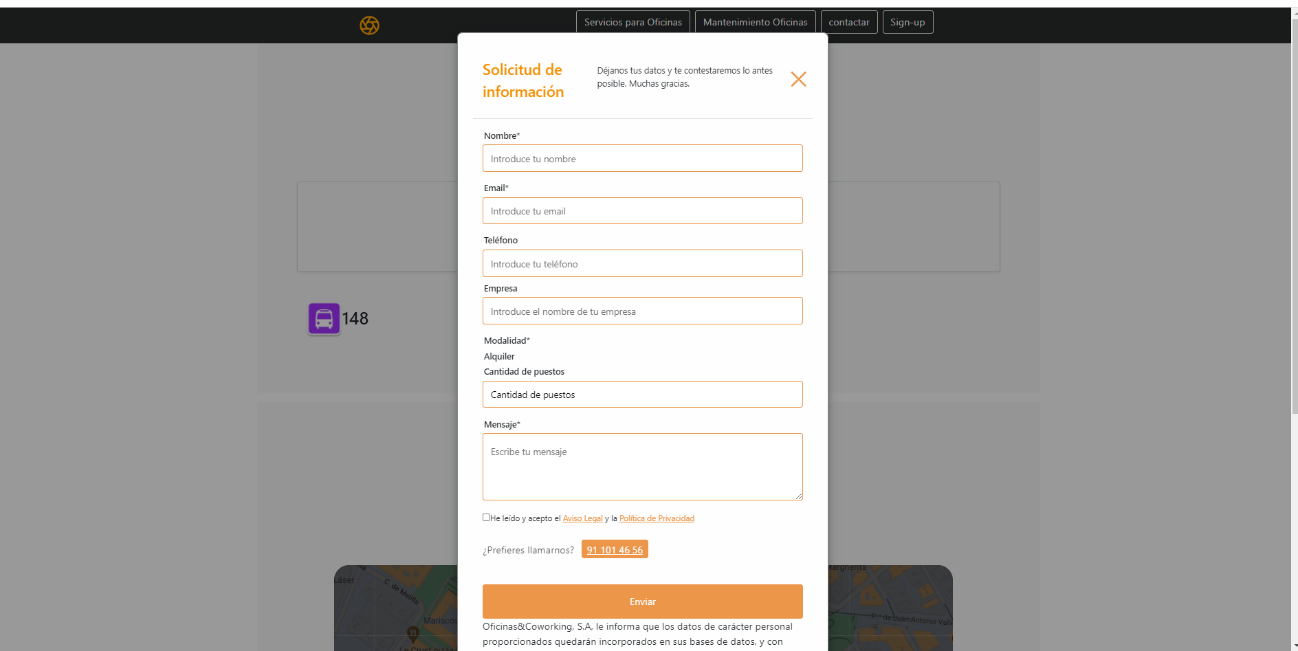 Servicios para Oficinas
Mantenimiento Oficinas
contactar
Sign-up
Solicitud de
información
Déjanos tus datos y te contestaremos lo antes
posible. Muchas gracias.
Nombre*
Introduce tu nombre
Email*
Introduce tu email
Teléfono
Introduce tu teléfono
Empresa
Introduce el nombre de tu empresa
148
Modalidad*
Alquiler
Cantidad de puestos
Cantidad de puestos
Mensaje*
Escribe tu mensaje
He leído y acepto el Aviso Legal y la Política de Privacidad
¿Prefieres llamarnos? 91 101 46 56
Enviar
Oficinas&Coworking, S.A, le informa que los datos de carácter personal
proporcionados quedarán incorporados en sus bases de datos, y con